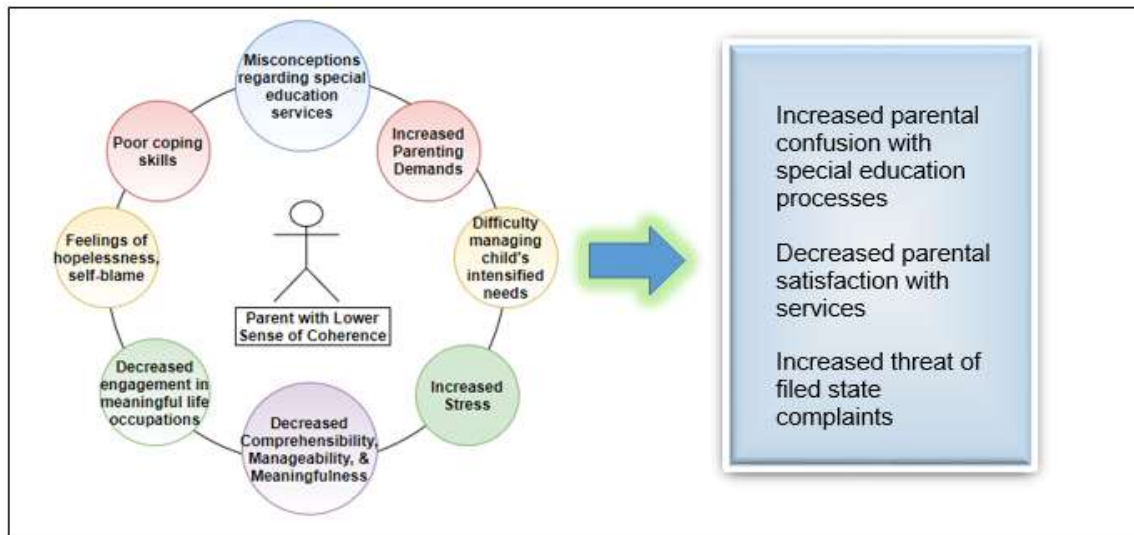 Misconceptions
regarding special
education
services
Increased
Parenting
Demands
Difficulty
managing
child's
intensified
needs
Increased
Stress
Decreased
Comprehensibility,
Manageability, &
Meaningfulness
Decreased
engagement in
meaningful life
occupations
Feelings of
hopelessness,
self-blame
Poor coping
skills
Parent with Lower
Sense of Coherence
Increased parental
confusion with
special education
processes
Decreased parental
satisfaction with
services
Increased threat of
filed state
complaints